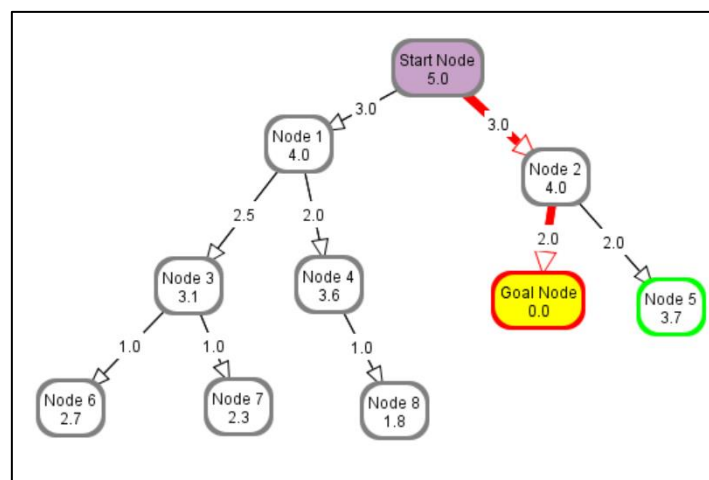 Start Node
5.0
3.0
3.0
Node 1
4.0
Node 2
4.0
2.5
2.0
2.0
2.0
Node 3
3.1
Node 4
3.6
Goal Node
0.0
Node 5
3.7
1.0
1.0
1.0
Node 6
2.7
Node 7
2.3
Node 8
1.8